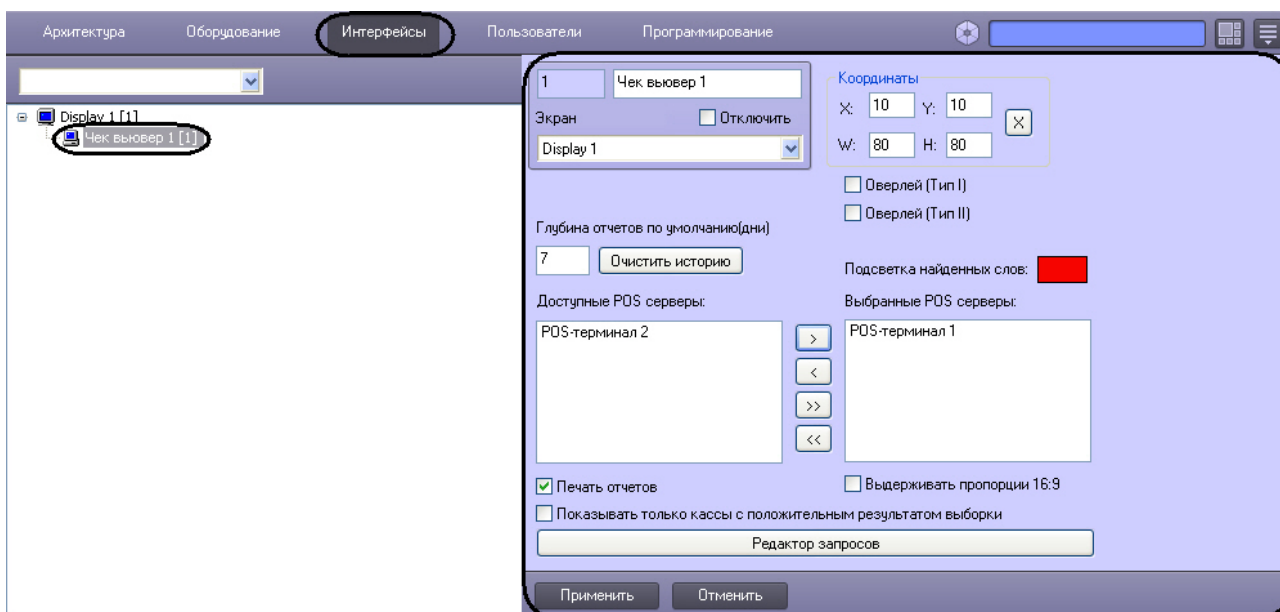 Архитектура Оборудование Интерфейсы Пользователи Программирование
Display 1 [1]
Чек вьювер 1 [1]
1 Чек вьювер 1
Экран Отключить
Display 1
Координаты
X: 10 Y: 10
X
W: 80 H: 80
Оверлей (Тип I)
Оверлей (Тип II)
Глубина отчетов по умолчанию(дни)
7 Очистить историю
Подсветка найденных слов:
Доступные POS серверы: Выбранные POS серверы:
POS-терминал 2 POS-терминал 1
>
<
>>
<<
Печать отчетов Выдерживать пропорции 16:9
Показывать только кассы с положительным результатом выборки
Редактор запросов
Применить Отменить